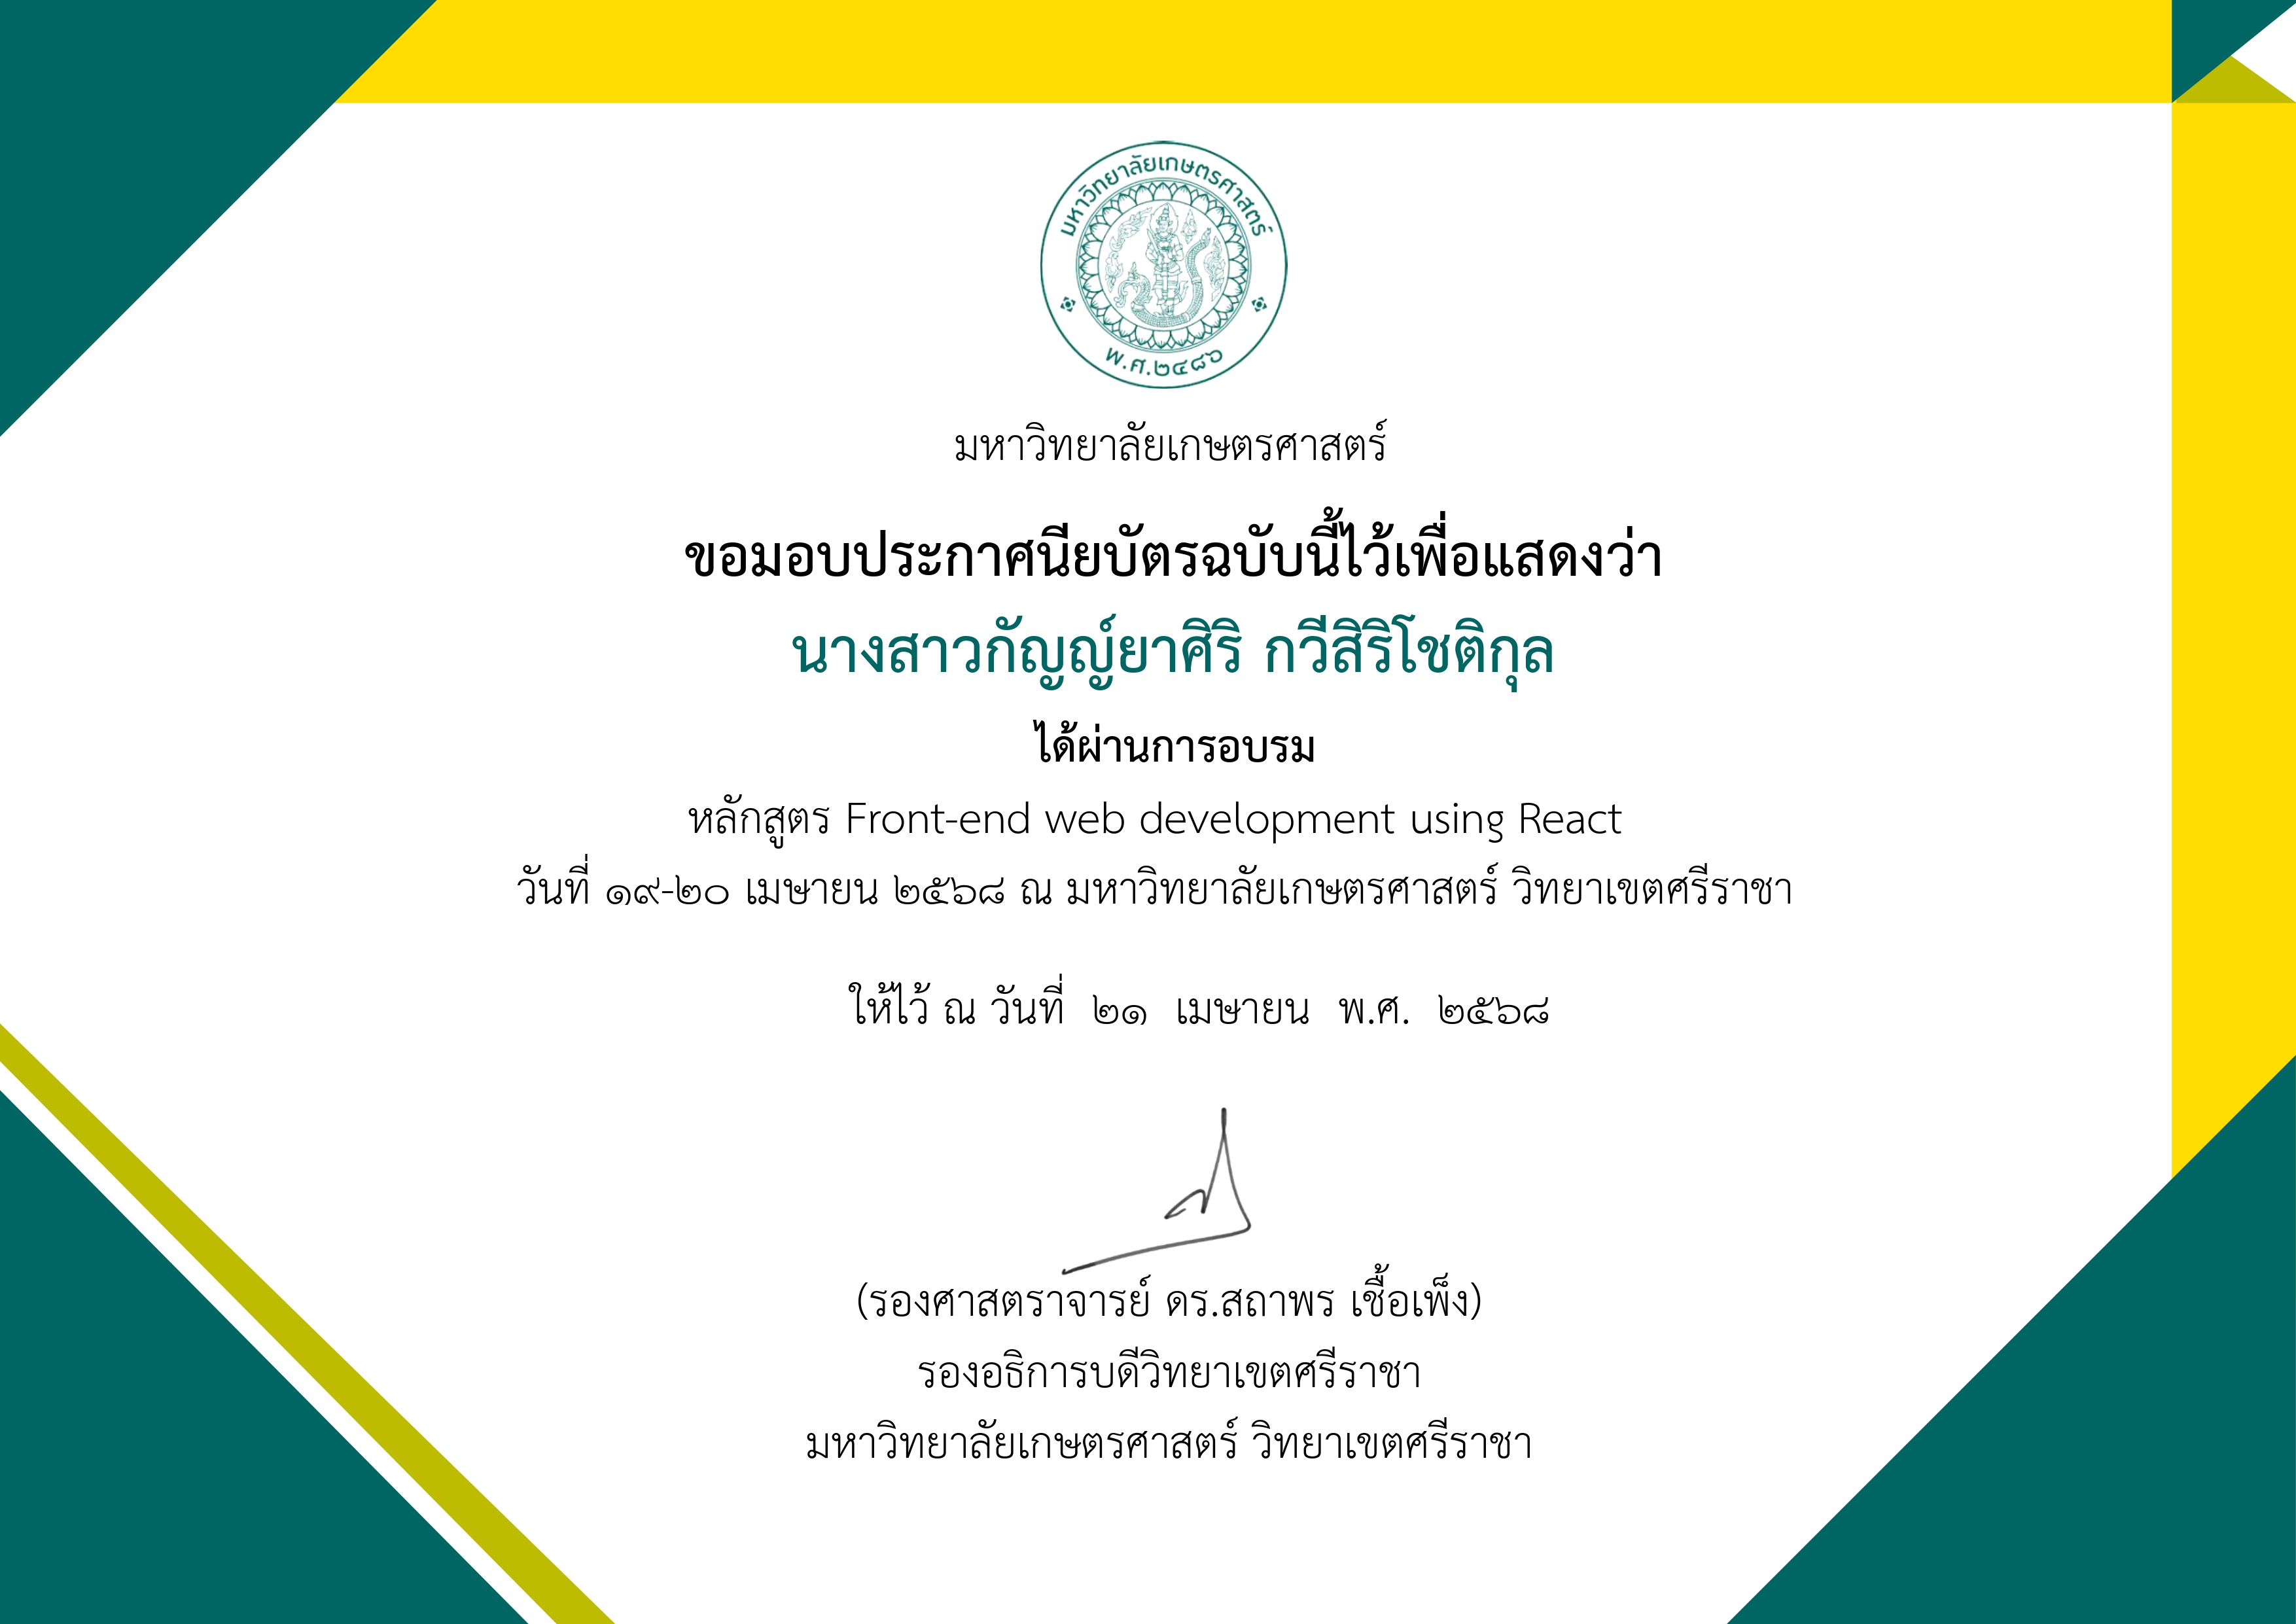 มหาวิทยาลัยเกษตรศาสตร์
พ.ศ.๒๔๘๖
มหาวิทยาลัยเกษตรศาสตร์
ขอมอบประกาศนียบัตรฉบับนี้ไว้เพื่อแสดงว่า
นางสาวกัญญ์ยาศิริ กวีสิริโชติกุล
ได้ผ่านการอบรม
หลักสูตร Front-end web development using React
วันที่ ๑๙-๒๐ เมษายน ๒๕๖๘ ณ มหาวิทยาลัยเกษตรศาสตร์ วิทยาเขตศรีราชา
ให้ไว้ ณ วันที่ ๒๑ เมษายน พ.ศ. ๒๕๖๘
(รองศาสตราจารย์ ดร.สถาพร เชื้อเพ็ง)
รองอธิการบดีวิทยาเขตศรีราชา
มหาวิทยาลัยเกษตรศาสตร์ วิทยาเขตศรีราชา